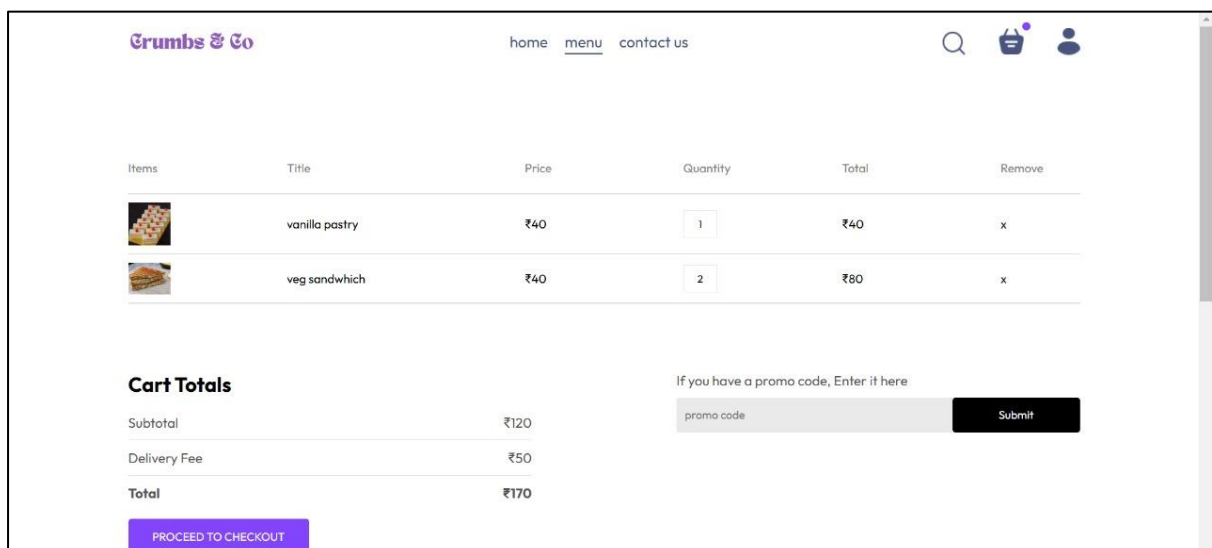 Crumbs & Co home menu contact us
Items Title Price Quantity Total Remove
vanilla pastry ₹40 1 ₹40 x
veg sandwhich ₹40 2 ₹80 x
Cart Totals
Subtotal ₹120
Delivery Fee ₹50
Total ₹170
PROCEED TO CHECKOUT
If you have a promo code, Enter it here
promo code Submit